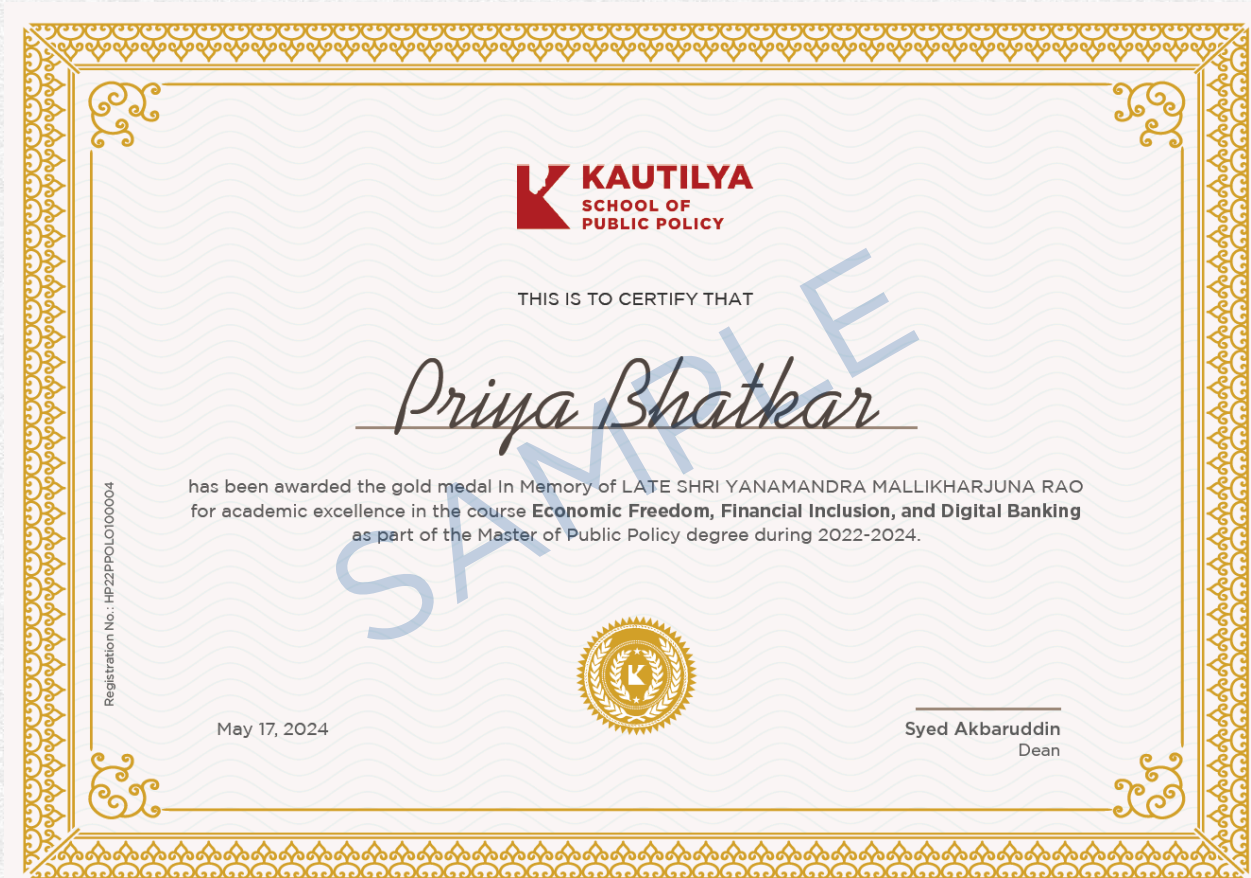 KAUTILYA
SCHOOL OF
PUBLIC POLICY
THIS IS TO CERTIFY THAT
Priya Bhatkar
has been awarded the gold medal In Memory of LATE SHRI YANAMANDRA MALLIKHARJUNA RAO
for academic excellence in the course Economic Freedom, Financial Inclusion, and Digital Banking
as part of the Master of Public Policy degree during 2022-2024.
SAMPLE
Registration No.: HP22PPOL0100004
K
May 17, 2024
Syed Akbaruddin
Dean